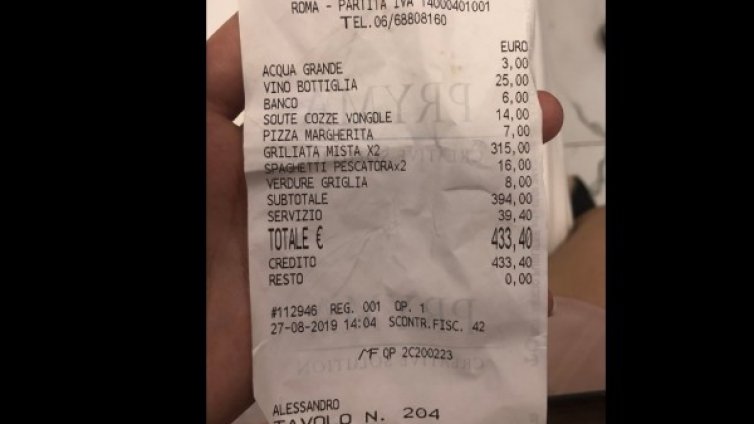 ROMA - PARTITA IVA 14000401001
TEL.06/68808160
EURO
ACQUA GRANDE 3,00
VINO BOTTIGLIA 25,00
BANCO 6,00
SOUTE COZZE VONGOLE 14,00
PIZZA MARGHERITA 7,00
GRILIATA MISTA X2 315,00
SPAGHETTI PESCATORAx2 16,00
VERDURE GRIGLIA 8,00
SUBTOTALE 394,00
SERVIZIO 39,40
TOTALE € 433,40
CREDITO 433,40
RESTO 0,00
#112946 REG. 001 OP. 1
27-08-2019 14:04 SCONTR.FISC. 42
MF QP 2C200223
ALESSANDRO
TAVOLO N. 204